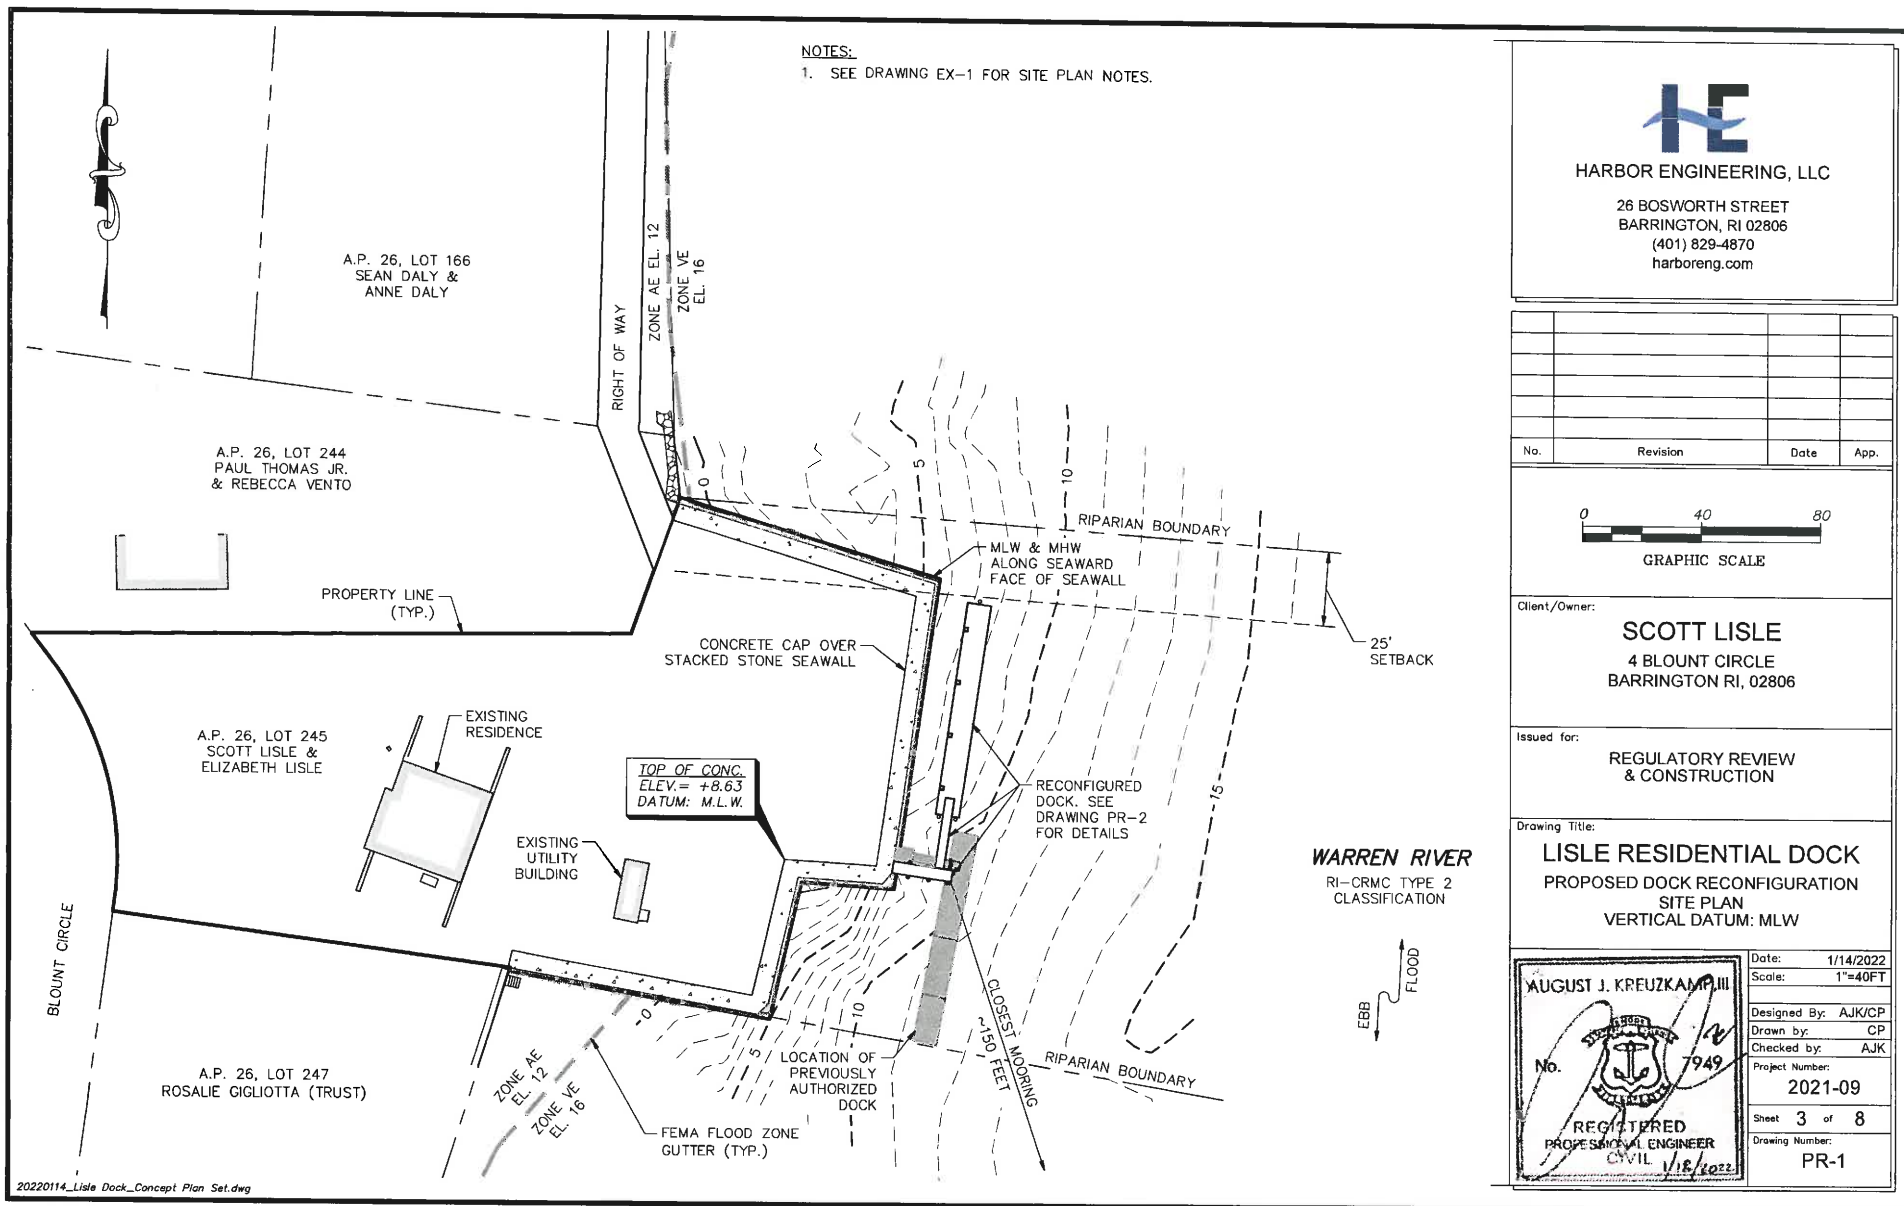 NOTES:
1. SEE DRAWING EX-1 FOR SITE PLAN NOTES.
A.P. 26, LOT 166
SEAN DALY &
ANNE DALY
RIGHT OF WAY
ZONE AE EL. 12
ZONE VE
EL. 16
A.P. 26, LOT 244
PAUL THOMAS JR.
& REBECCA VENTO
0
5
10
RIPARIAN BOUNDARY
MLW & MHW
ALONG SEAWARD
FACE OF SEAWALL
PROPERTY LINE
(TYP.)
CONCRETE CAP OVER
STACKED STONE SEAWALL
25'
SETBACK
A.P. 26, LOT 245
SCOTT LISLE &
ELIZABETH LISLE
EXISTING
RESIDENCE
TOP OF CONC.
ELEV.= +8.63
DATUM: M.L.W.
EXISTING
UTILITY
BUILDING
RECONFIGURED
DOCK. SEE
DRAWING PR-2
FOR DETAILS
15
WARREN RIVER
RI-CRMC TYPE 2
CLASSIFICATION
EBB
FLOOD
BLOUNT CIRCLE
CLOSEST MOORING
~150 FEET
0
5
10
LOCATION OF
PREVIOUSLY
AUTHORIZED
DOCK
RIPARIAN BOUNDARY
A.P. 26, LOT 247
ROSALIE GIGLIOTTA (TRUST)
ZONE AE
EL. 12
ZONE VE
EL. 16
FEMA FLOOD ZONE
GUTTER (TYP.)
20220114_Lisle Dock_Concept Plan Set.dwg
HE
HARBOR ENGINEERING, LLC
26 BOSWORTH STREET
BARRINGTON, RI 02806
(401) 829-4870
harboreng.com
No. Revision Date App.
0 40 80
GRAPHIC SCALE
Client/Owner:
SCOTT LISLE
4 BLOUNT CIRCLE
BARRINGTON RI, 02806
Issued for:
REGULATORY REVIEW
& CONSTRUCTION
Drawing Title:
LISLE RESIDENTIAL DOCK
PROPOSED DOCK RECONFIGURATION
SITE PLAN
VERTICAL DATUM: MLW
AUGUST J. KREUZKAMP, III
No. 7949
REGISTERED
PROFESSIONAL ENGINEER
CIVIL 1/18/2022
Date: 1/14/2022
Scale: 1"=40FT
Designed By: AJK/CP
Drawn by: CP
Checked by: AJK
Project Number:
2021-09
Sheet 3 of 8
Drawing Number:
PR-1